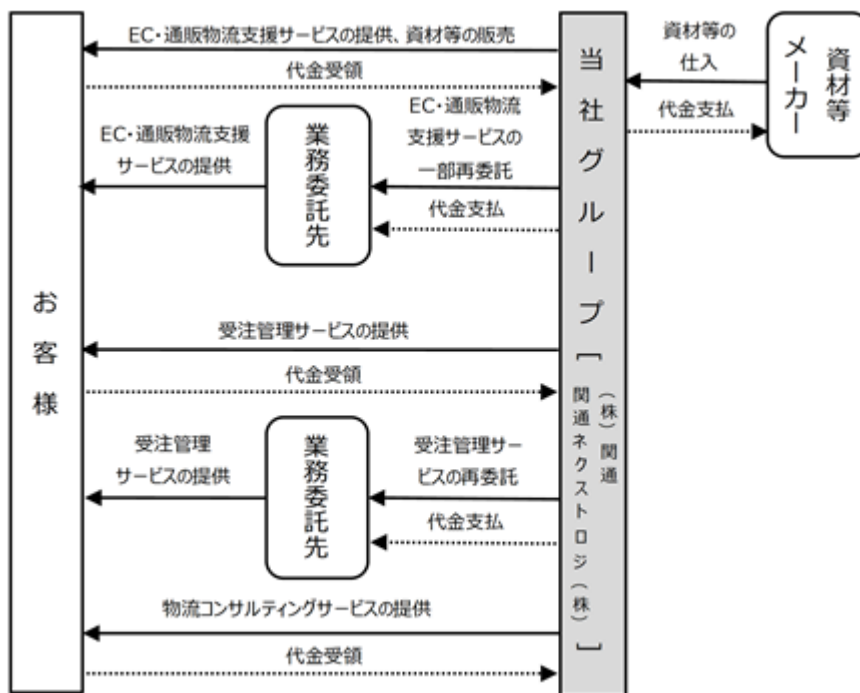 EC・通販物流支援サービスの提供、資材等の販売
代金受領
EC・通販物流支援
サービスの提供
業務委託先
EC・通販物流
支援サービスの
一部再委託
代金支払
資材等の
仕入
代金支払
資材等
メーカー
お客様
当社グループ[(株)関通
関通ネクストロジ(株)]
受注管理サービスの提供
代金受領
受注管理
サービスの提供
業務委託先
受注管理サー
ビスの再委託
代金支払
物流コンサルティングサービスの提供
代金受領